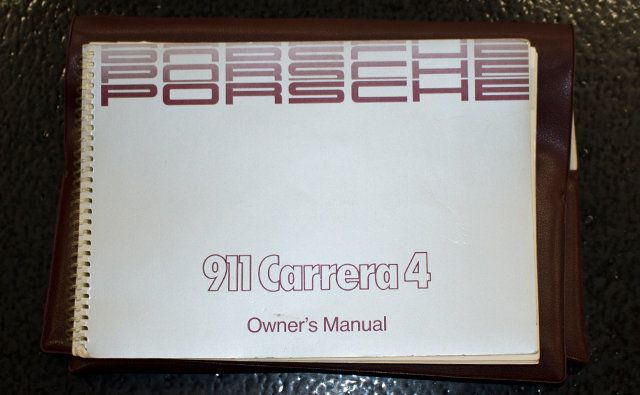 PORSCHE
PORSCHE
PORSCHE
911 Carrera 4
Owner's Manual